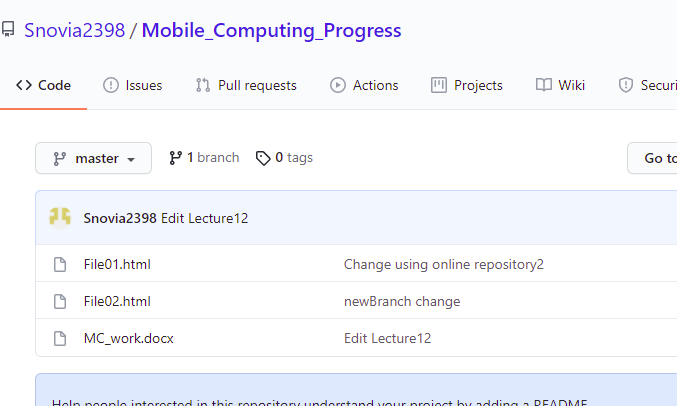 Snovia2398 / Mobile_Computing_Progress
Code Issues Pull requests Actions Projects Wiki Securi
master 1 branch 0 tags Go to
Snovia2398 Edit Lecture12
File01.html Change using online repository2
File02.html newBranch change
MC_work.docx Edit Lecture12
Help people interested in this repository understand your project by adding a README.